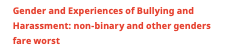 Gender and Experiences of Bullying and
Harassment: non-binary and other genders
fare worst